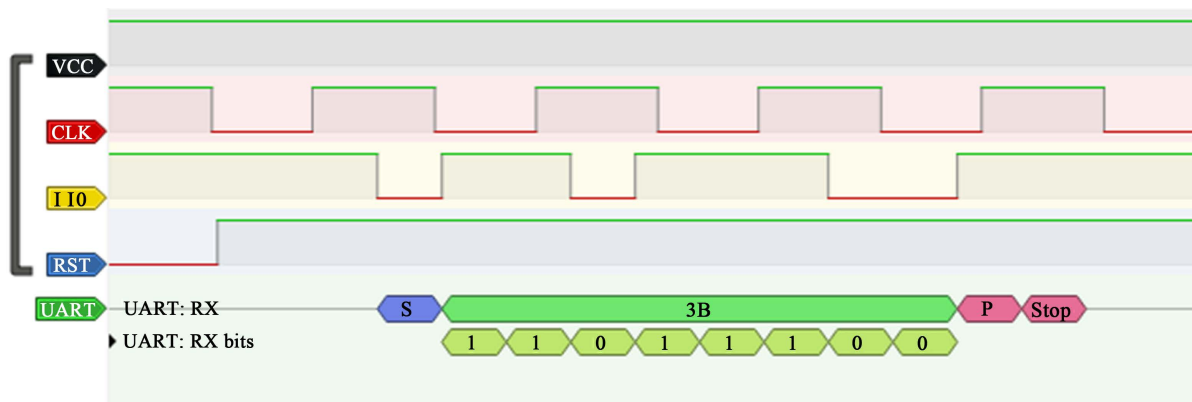 VCC
CLK
I I0
RST
UART UART: RX S 3B P Stop
UART: RX bits 1 1 0 1 1 1 0 0